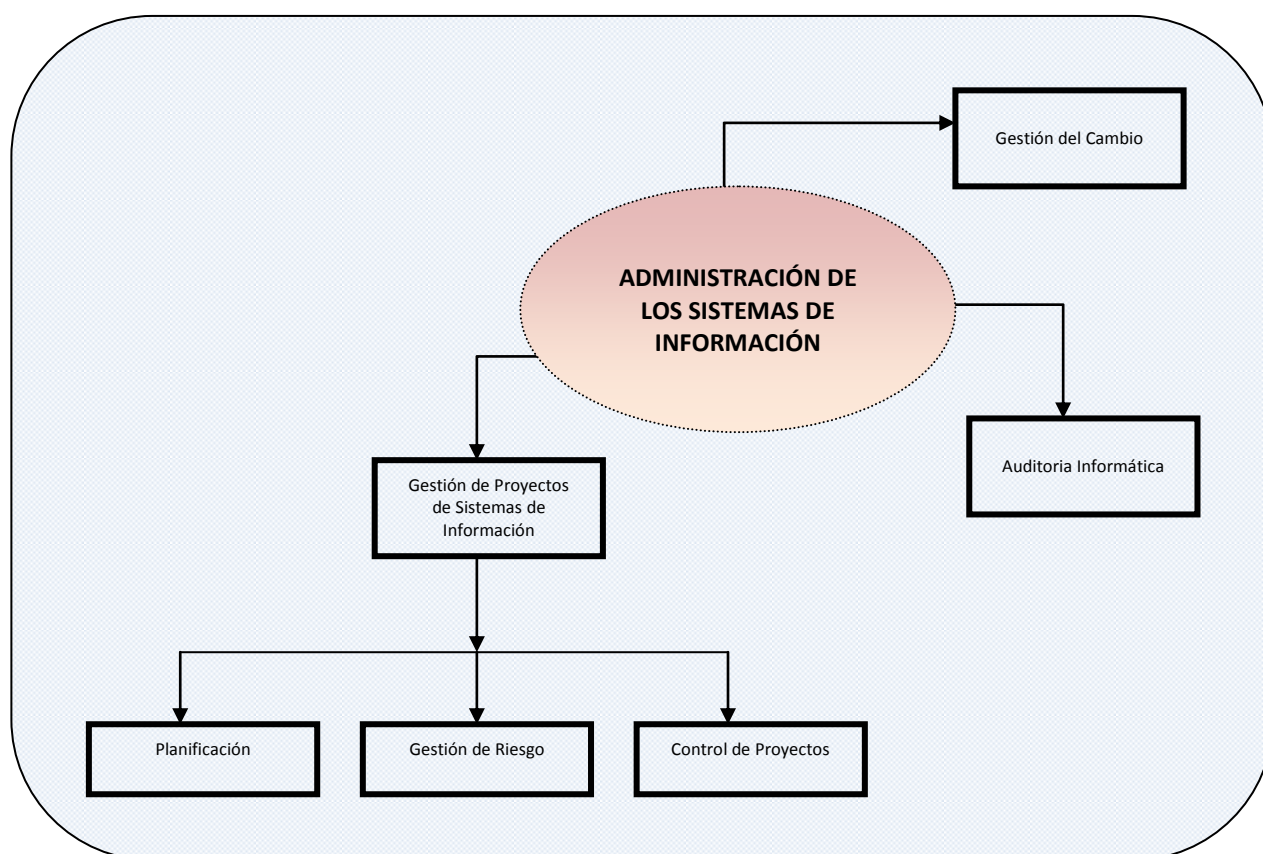 Gestión del Cambio
ADMINISTRACIÓN DE
LOS SISTEMAS DE
INFORMACIÓN
Auditoria Informática
Gestión de Proyectos
de Sistemas de
Información
Planificación
Gestión de Riesgo
Control de Proyectos